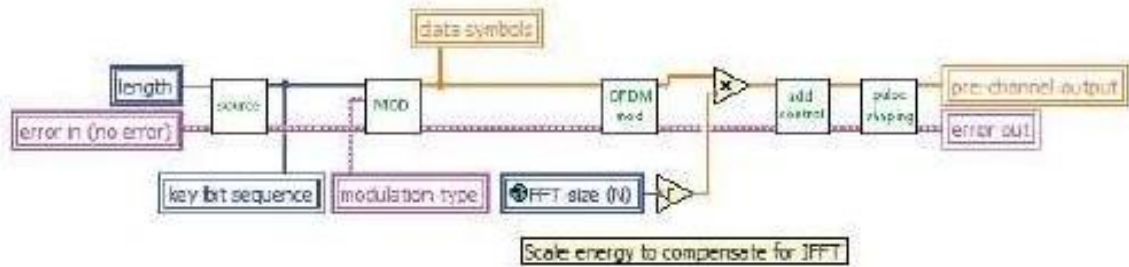 data symbols
length
source
MOD
OFDM
mod
add
control
pulse
shaping
pre-channel output
error in (no error)
error out
key bit sequence
modulation type
FFT size (N)
Scale energy to compensate for IFFT